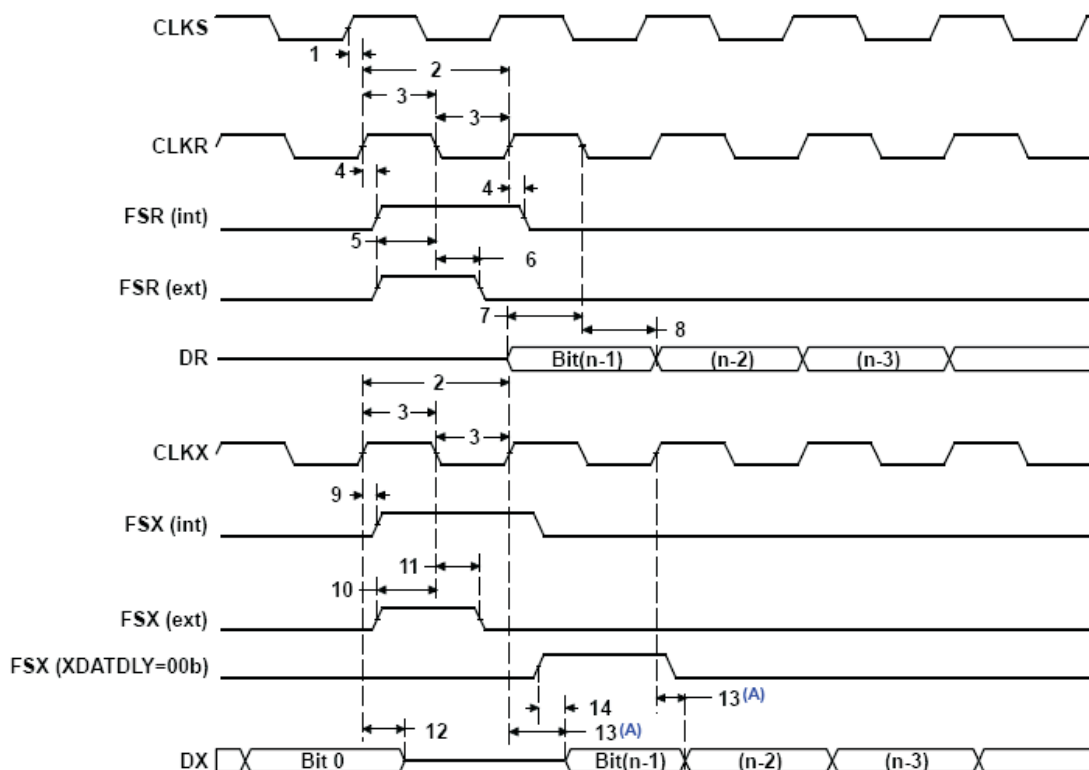 CLKS
1
2
3
3
CLKR
4
4
FSR (int)
5
6
FSR (ext)
7
8
DR
Bit(n-1) (n-2) (n-3)
2
3
3
CLKX
9
FSX (int)
11
10
FSX (ext)
FSX (XDATDLY=00b)
14
13(A)
12
13(A)
DX
Bit 0 Bit(n-1) (n-2) (n-3)